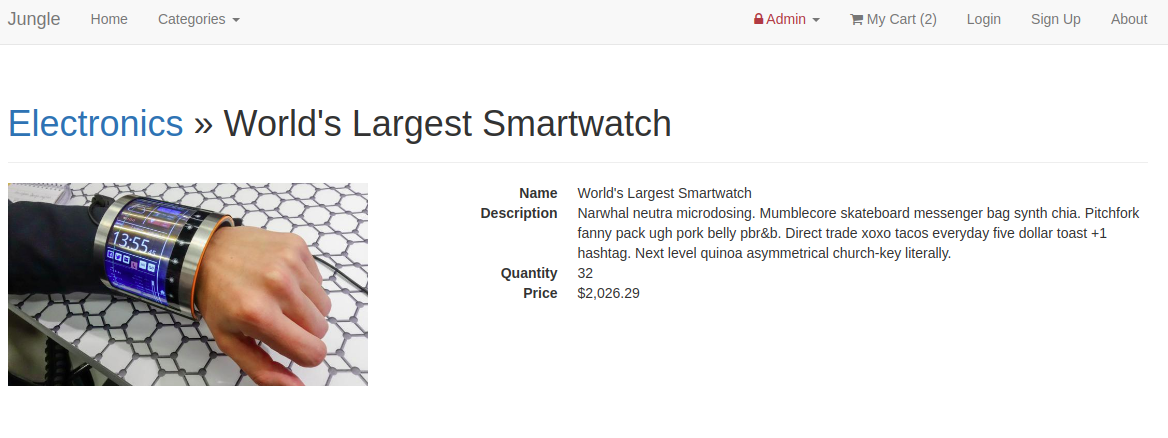 Jungle Home Categories Admin My Cart (2) Login Sign Up About
Electronics » World's Largest Smartwatch
13:55
Name World's Largest Smartwatch
Description Narwhal neutra microdosing. Mumblecore skateboard messenger bag synth chia. Pitchfork
fanny pack ugh pork belly pbr&b. Direct trade xoxo tacos everyday five dollar toast +1
hashtag. Next level quinoa asymmetrical church-key literally.
Quantity 32
Price $2,026.29